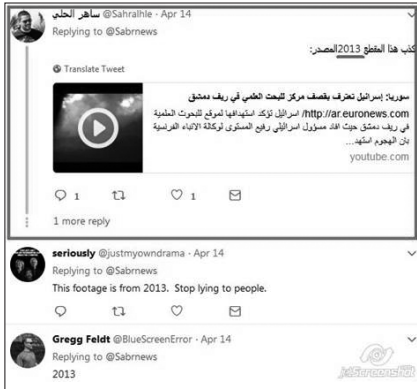 ساهر الحلي @Sahralhle · Apr 14
Replying to @Sabrnews
كذب هذا المقطع 2013المصدر:
Translate Tweet
سوريا: إسرائيل تعترف بقصف مركز للبحث العلمي في ريف دمشق
http://ar.euronews.com/ اسرائيل تؤكد استهدافها لموقع للبحوث العلمية
في ريف دمشق حيث افاد مسؤول اسرائيلي رفيع المستوى لوكالة الانباء الفرنسية
بان الهجوم استهد...
youtube.com
1 1
1 more reply
seriously @justmyowndrama · Apr 14
Replying to @Sabrnews
This footage is from 2013. Stop lying to people.
Gregg Feldt @BlueScreenError · Apr 14
Replying to @Sabrnews
2013